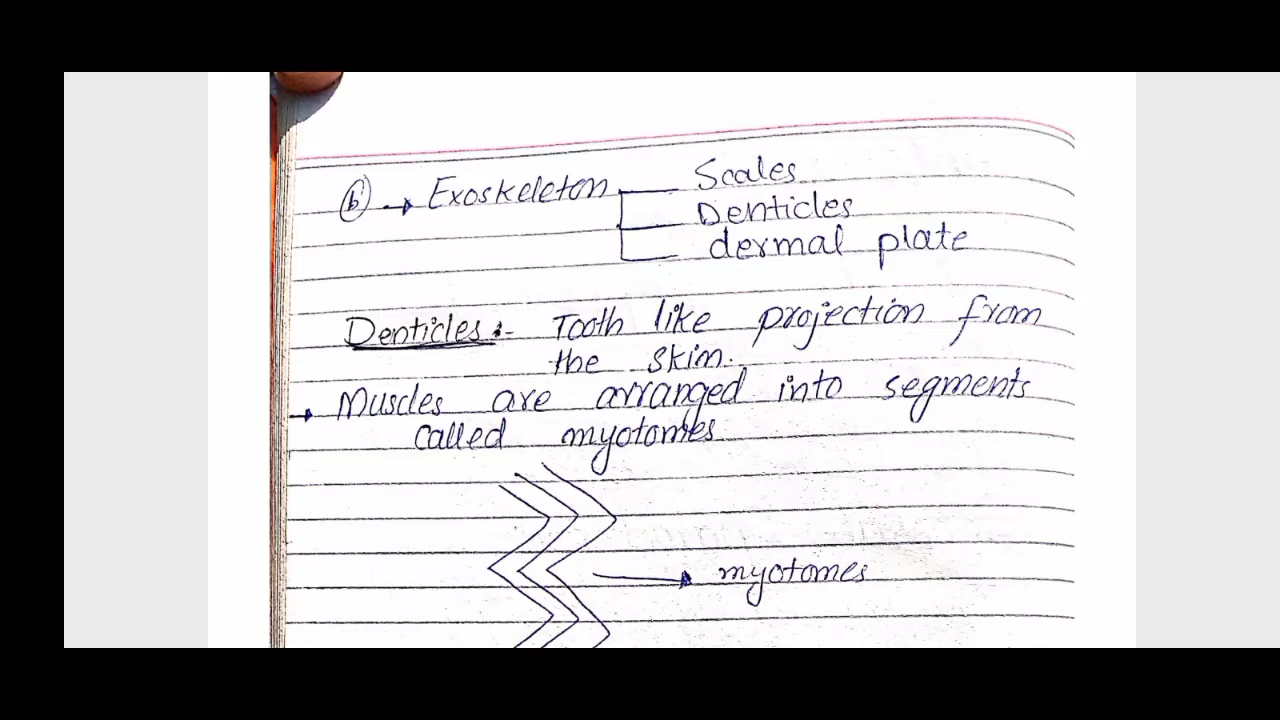 b → Exoskeleton
Scales
Denticles
dermal plate
Denticles :- Tooth like projection from
the skin.
→ Muscles are arranged into segments
called myotomes
→ myotomes